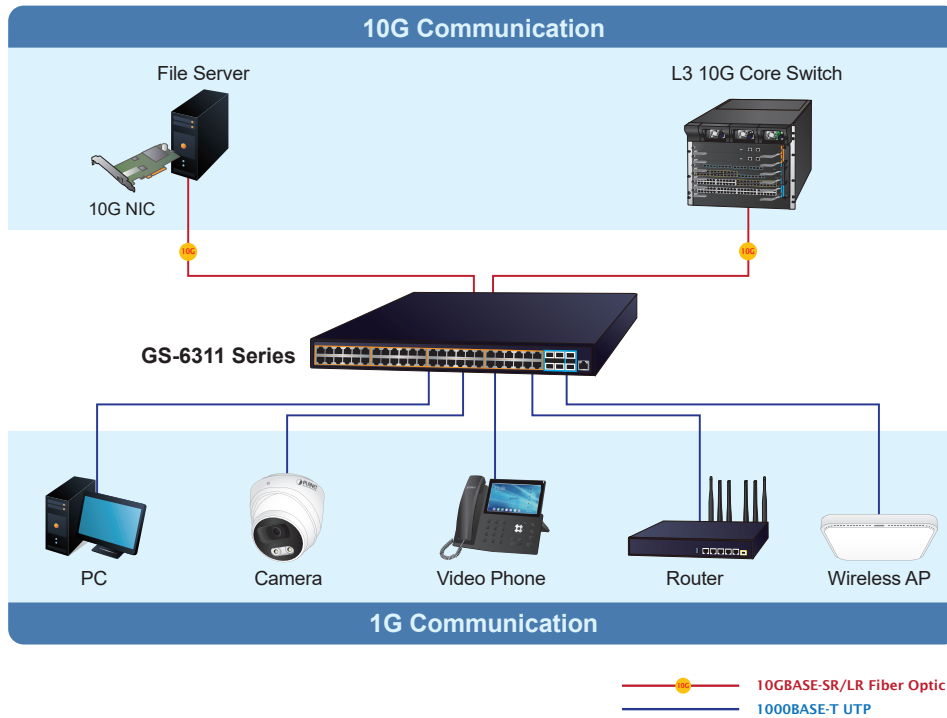 10G Communication
File Server
L3 10G Core Switch
10G NIC
10G
10G
GS-6311 Series
PLANET
PC
Camera
Video Phone
Router
Wireless AP
1G Communication
10G
10GBASE-SR/LR Fiber Optic
1000BASE-T UTP